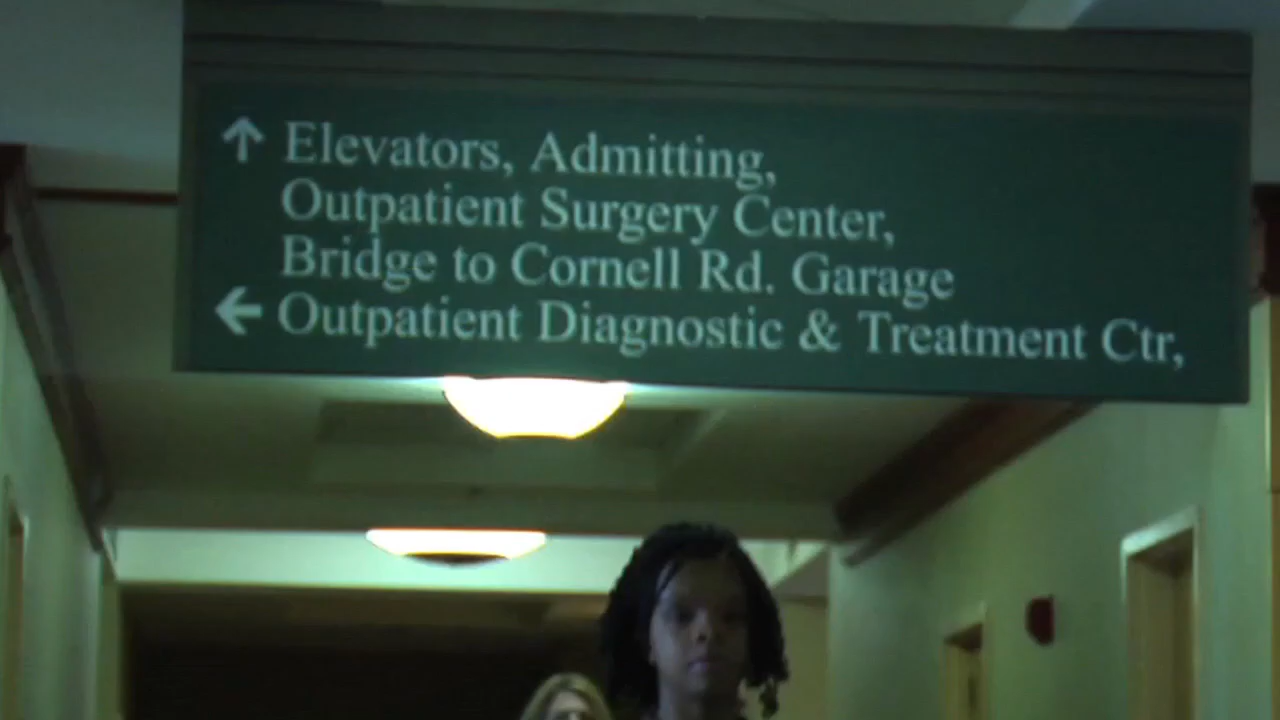 ↑ Elevators, Admitting,
Outpatient Surgery Center,
Bridge to Cornell Rd. Garage
← Outpatient Diagnostic & Treatment Ctr,